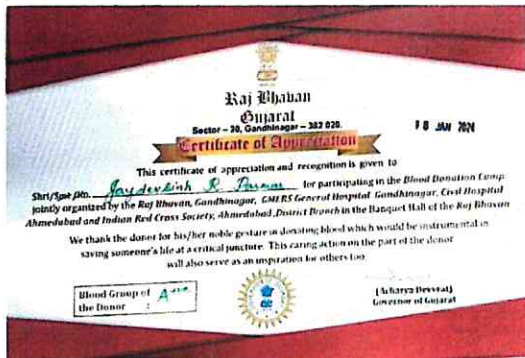 Raj Bhavan
Gujarat
Sector – 20, Gandhinagar – 382 020.
18 JAN 2024
Certificate of Appreciation
This certificate of appreciation and recognition is given to
Shri/Smt./Ms. Jaydevsinh R. Parmar for participating in the Blood Donation Camp
jointly organized by the Raj Bhavan, Gandhinagar, GMERS General Hospital Gandhinagar, Civil Hospital
Ahmedabad and Indian Red Cross Society, Ahmedabad District Branch in the Banquet Hall of the Raj Bhavan
We thank the donor for his/her noble gesture in donating blood which would be instrumental in
saving someone's life at a critical juncture. This caring action on the part of the donor
will also serve as an inspiration for others too.
Blood Group of
the Donor :
(Acharya Devvrat)
Governor of Gujarat